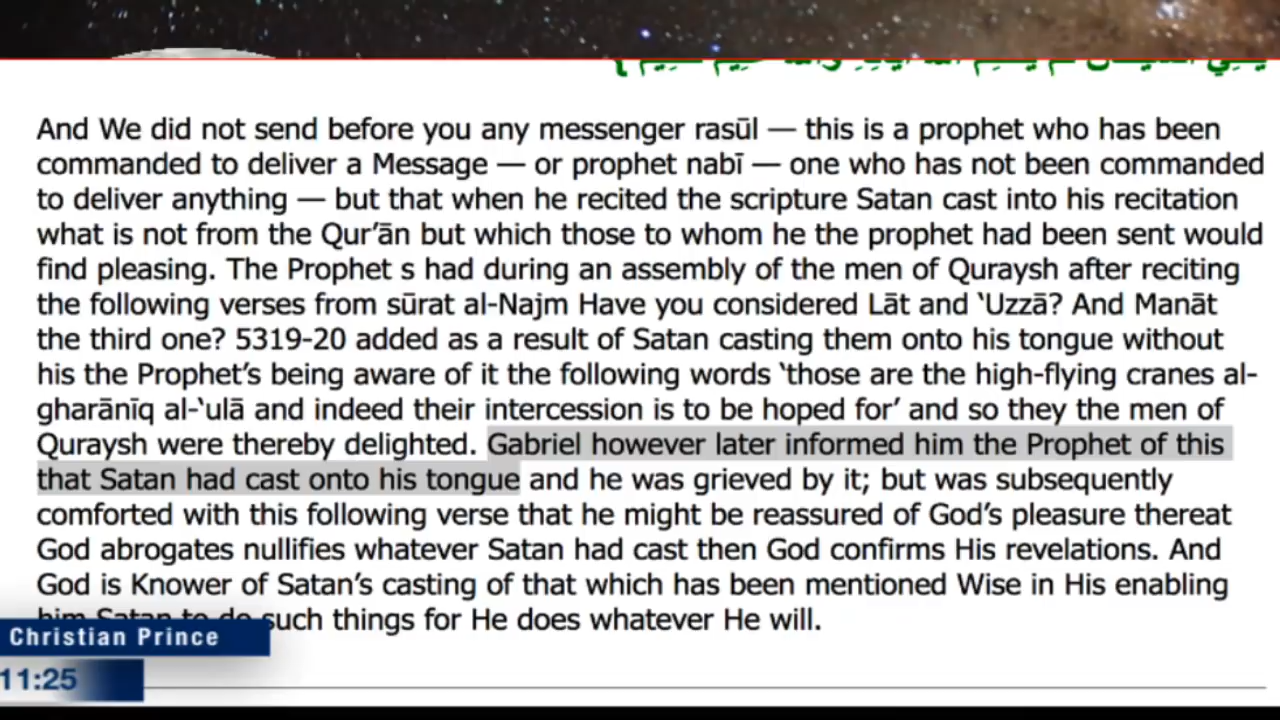 And We did not send before you any messenger rasūl — this is a prophet who has been
commanded to deliver a Message — or prophet nabī — one who has not been commanded
to deliver anything — but that when he recited the scripture Satan cast into his recitation
what is not from the Qur’ān but which those to whom he the prophet had been sent would
find pleasing. The Prophet s had during an assembly of the men of Quraysh after reciting
the following verses from sūrat al-Najm Have you considered Lāt and ‘Uzzā? And Manāt
the third one? 5319-20 added as a result of Satan casting them onto his tongue without
his the Prophet’s being aware of it the following words ‘those are the high-flying cranes al-
gharānīq al-‘ulā and indeed their intercession is to be hoped for’ and so they the men of
Quraysh were thereby delighted. Gabriel however later informed him the Prophet of this
that Satan had cast onto his tongue and he was grieved by it; but was subsequently
comforted with this following verse that he might be reassured of God’s pleasure thereat
God abrogates nullifies whatever Satan had cast then God confirms His revelations. And
God is Knower of Satan’s casting of that which has been mentioned Wise in His enabling
him Satan to do such things for He does whatever He will.
Christian Prince
11:25